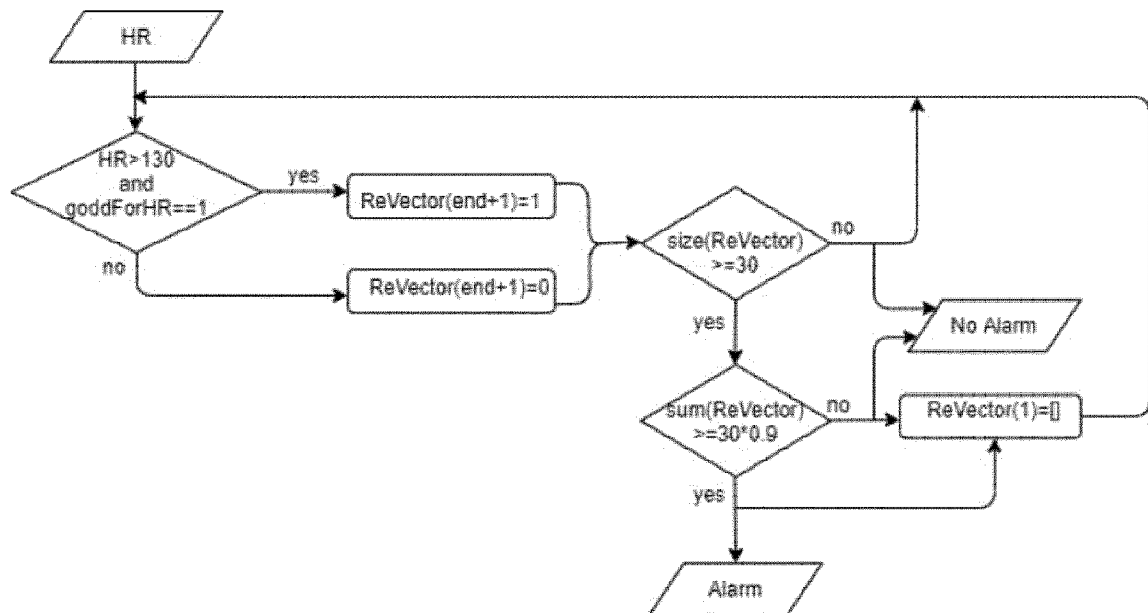 HR
HR>130
and
goddForHR==1
yes
no
ReVector(end+1)=1
ReVector(end+1)=0
size(ReVector)
>=30
no
yes
No Alarm
sum(ReVector)
>=30*0.9
no
yes
ReVector(1)=[]
Alarm